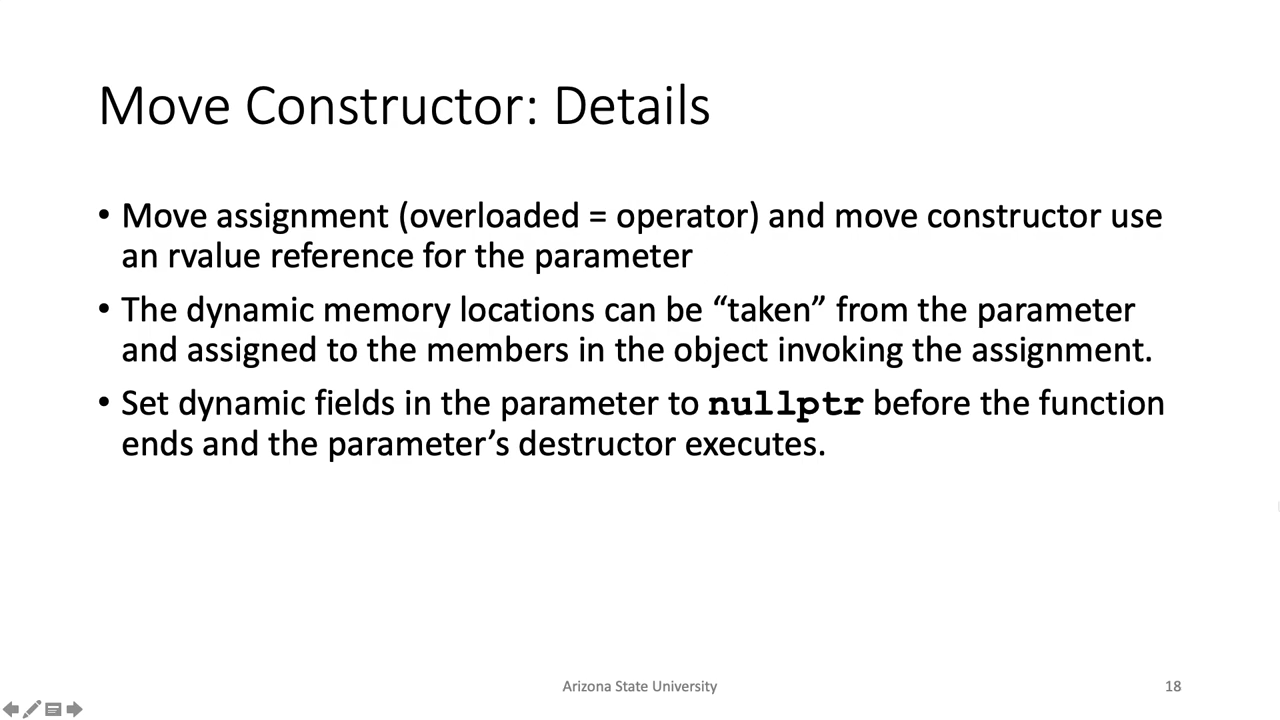 Move Constructor: Details
• Move assignment (overloaded = operator) and move constructor use
an rvalue reference for the parameter
• The dynamic memory locations can be “taken” from the parameter
and assigned to the members in the object invoking the assignment.
• Set dynamic fields in the parameter to nullptr before the function
ends and the parameter’s destructor executes.
Arizona State University
18